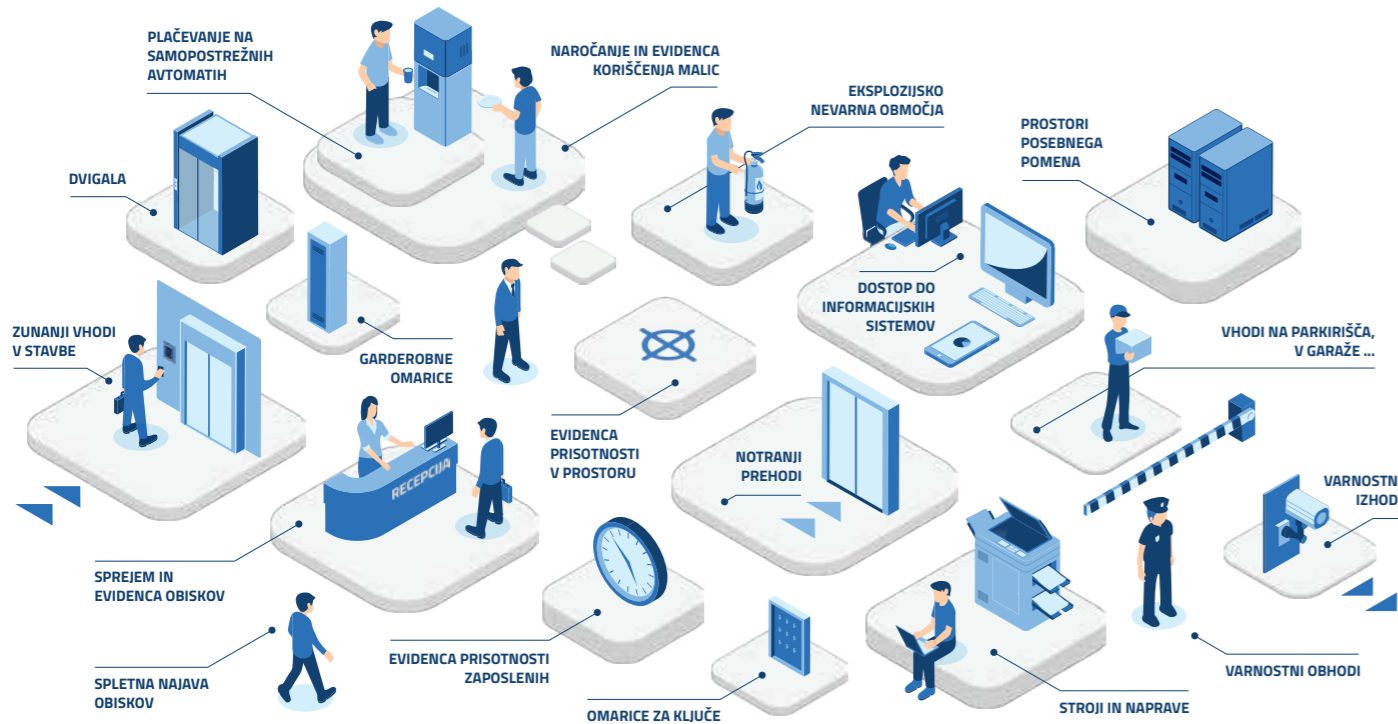 PLAČEVANJE NA
SAMOPOSTREŽNIH
AVTOMATIH
NAROČANJE IN EVIDENCA
KORIŠČENJA MALIC
EKSPLOZIJSKO
NEVARNA OBMOČJA
PROSTORI
POSEBNEGA
POMENA
DVIGALA
DOSTOP DO
INFORMACIJSKIH
SISTEMOV
ZUNANJI VHODI
V STAVBE
GARDEROBNE
OMARICE
VHODI NA PARKIRIŠČA,
V GARAŽE ...
EVIDENCA
PRISOTNOSTI
V PROSTORU
NOTRANJI
PREHODI
RECEPCIJA
VARNOSTN
IZHOD
SPREJEM IN
EVIDENCA OBISKOV
EVIDENCA PRISOTNOSTI
ZAPOSLENIH
SPLETNA NAJAVA
OBISKOV
OMARICE ZA KLJUČE
STROJI IN NAPRAVE
VARNOSTNI OBHODI